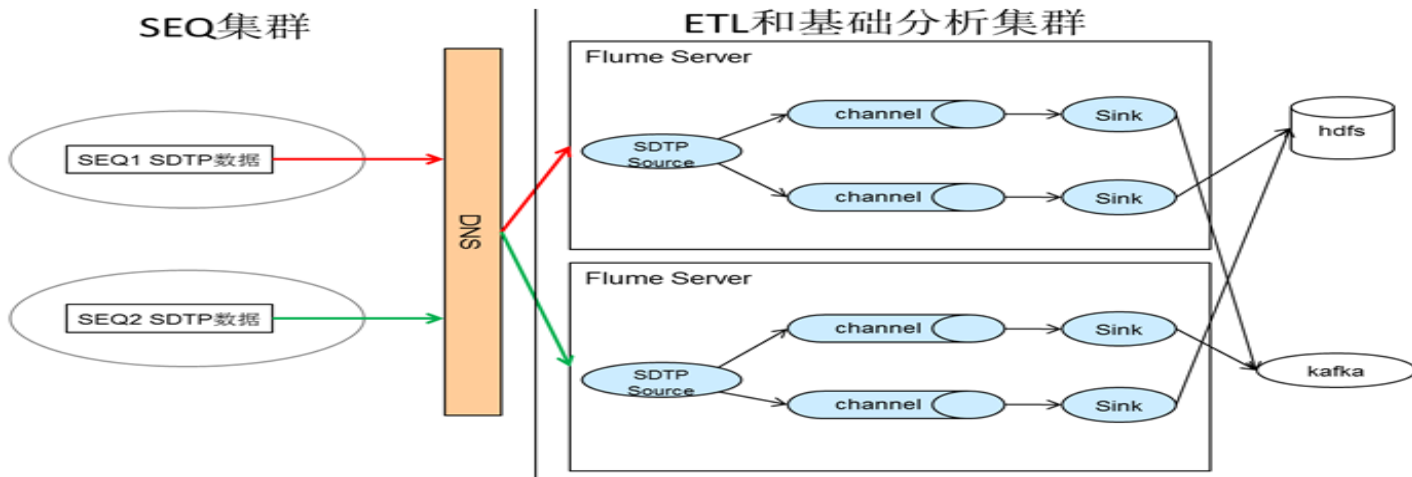 SEQ集群
ETL和基础分析集群
Flume Server
channel
Sink
hdfs
SEQ1 SDTP数据
SDTP
Source
channel
Sink
DNS
Flume Server
SEQ2 SDTP数据
channel
Sink
SDTP
Source
kafka
channel
Sink